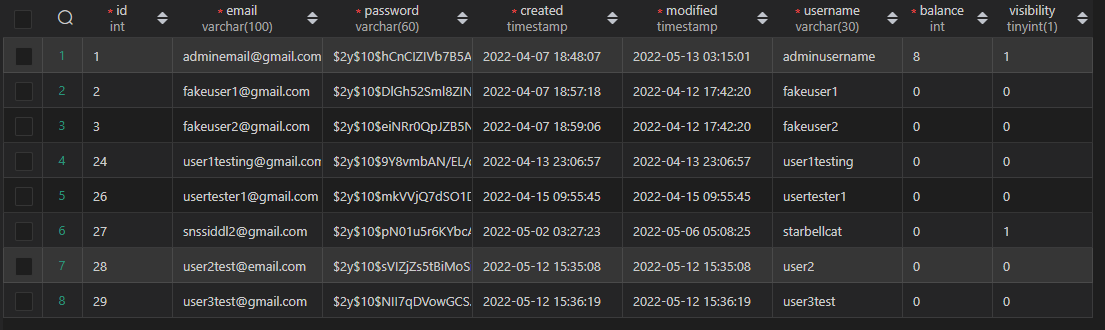 * id * email * password * created * modified * username * balance visibility
int varchar(100) varchar(60) timestamp timestamp varchar(30) int tinyint(1)
1 1 adminemail@gmail.com $2y$10$hCnCIZIVb7B5A 2022-04-07 18:48:07 2022-05-13 03:15:01 adminusername 8 1
2 2 fakeuser1@gmail.com $2y$10$DlGh52Sml8ZIN 2022-04-07 18:57:18 2022-04-12 17:42:20 fakeuser1 0 0
3 3 fakeuser2@gmail.com $2y$10$eiNRr0QpJZB5N 2022-04-07 18:59:06 2022-04-12 17:42:20 fakeuser2 0 0
4 24 user1testing@gmail.com $2y$10$9Y8vmbAN/EL/ 2022-04-13 23:06:57 2022-04-13 23:06:57 user1testing 0 0
5 26 usertester1@gmail.com $2y$10$mkVVjQ7dSO1D 2022-04-15 09:55:45 2022-04-15 09:55:45 usertester1 0 0
6 27 snssiddl2@gmail.com $2y$10$pN01u5r6KYbcA 2022-05-02 03:27:23 2022-05-06 05:08:25 starbellcat 0 1
7 28 user2test@email.com $2y$10$sVIZjZs5tBiMoS 2022-05-12 15:35:08 2022-05-12 15:35:08 user2 0 0
8 29 user3test@gmail.com $2y$10$NII7qDVowGCS 2022-05-12 15:36:19 2022-05-12 15:36:19 user3test 0 0